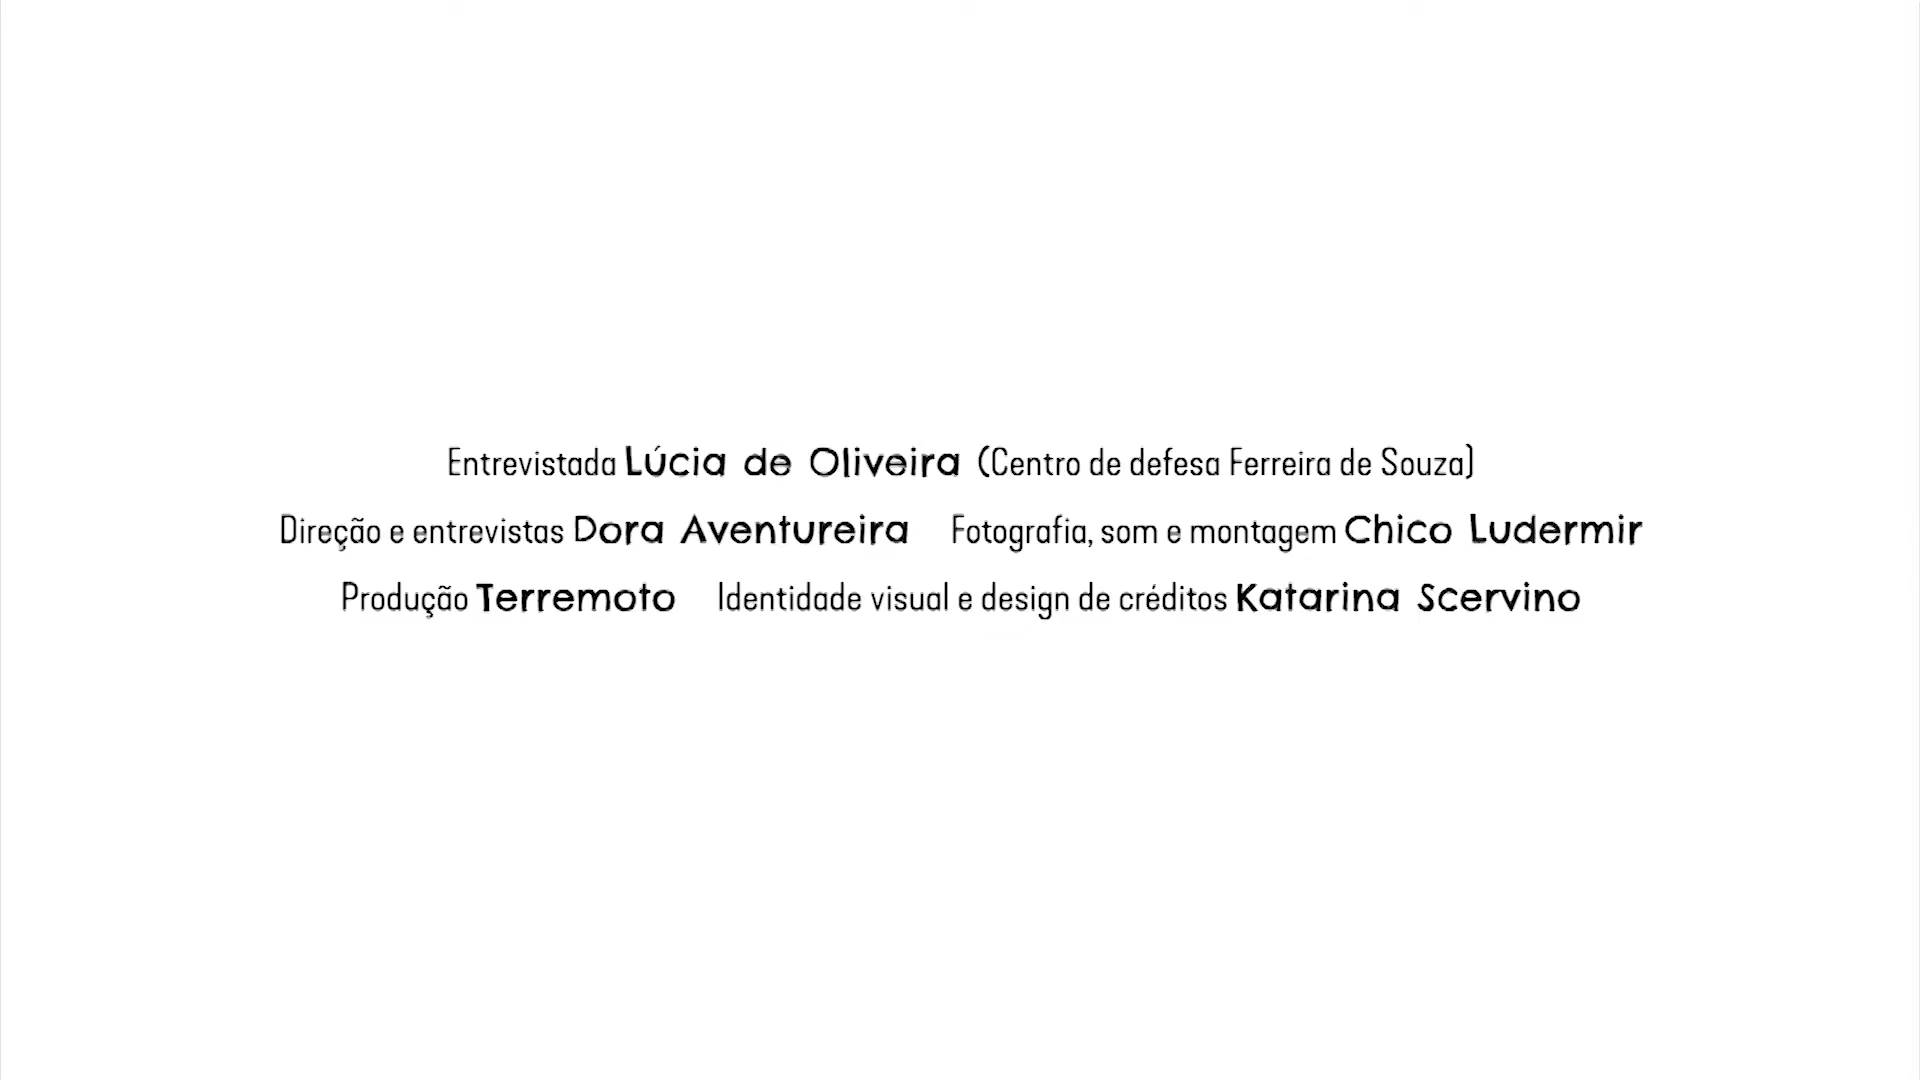 Entrevistada Lúcia de Oliveira (Centro de defesa Ferreira de Souza)
Direção e entrevistas Dora Aventureira Fotografia, som e montagem Chico Ludermir
Produção Terremoto Identidade visual e design de créditos Katarina Scervino